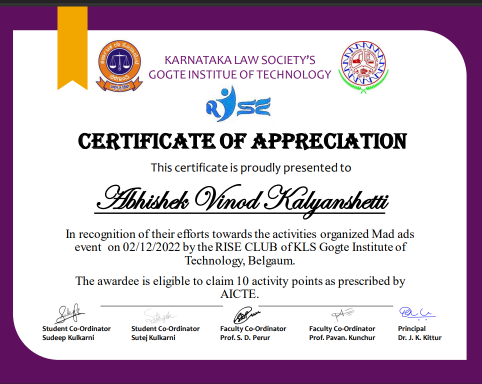 KARNATAKA LAW SOCIETY'S
GOGTE INSTITUE OF TECHNOLOGY
RISE
CERTIFICATE OF APPRECIATION
This certificate is proudly presented to
Abhishek Vinod Kalyanshetti
In recognition of their efforts towards the activities organized Mad ads
event on 02/12/2022 by the RISE CLUB of KLS Gogte Institute of
Technology, Belgaum.
The awardee is eligible to claim 10 activity points as prescribed by
AICTE.
Student Co-Ordinator Student Co-Ordinator Faculty Co-Ordinator Faculty Co-Ordinator Principal
Sudeep Kulkarni Sutej Kulkarni Prof. S. D. Perur Prof. Pavan. Kunchur Dr. J. K. Kittur